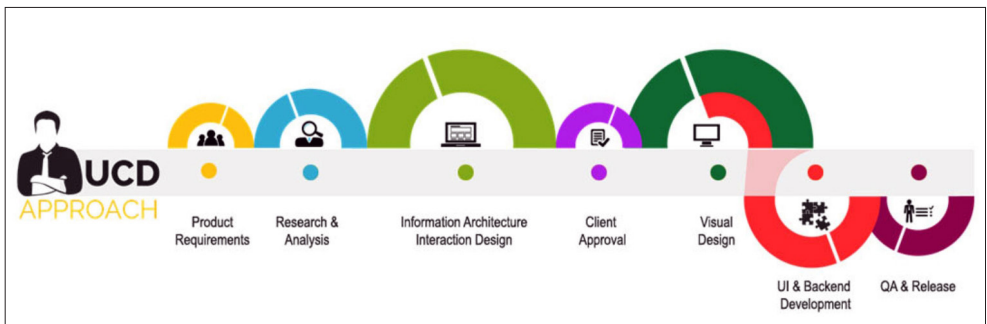 UCD
APPROACH
Product
Requirements
Research &
Analysis
Information Architecture
Interaction Design
Client
Approval
Visual
Design
UI & Backend
Development
QA & Release